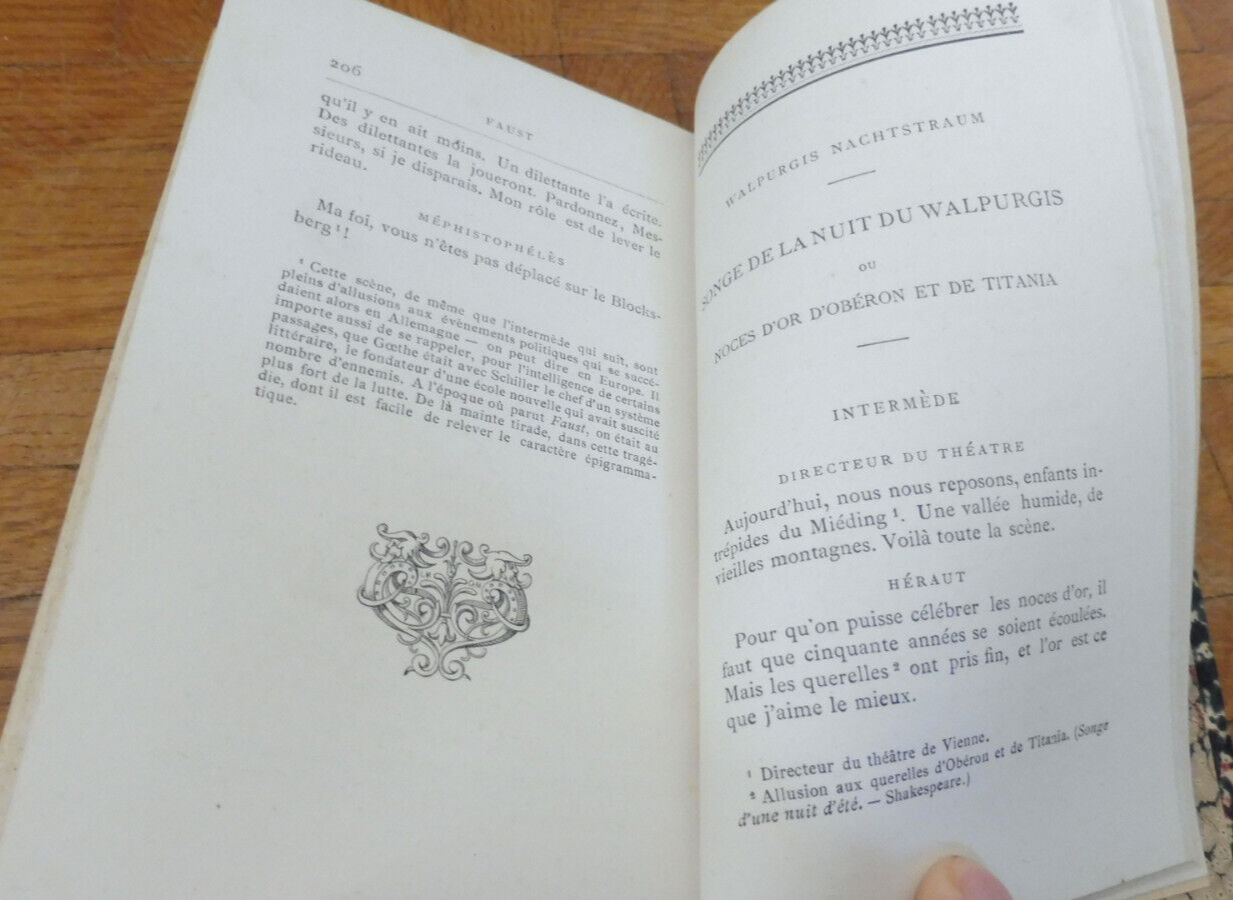 206
FAUST
qu'il y en ait moins. Un dilettante l'a écrite.
Des dilettantes la joueront. Pardonnez, Mes-
sieurs, si je disparais. Mon rôle est de lever le
rideau.
MÉPHISTOPHÉLÈS
Ma foi, vous n'êtes pas déplacé sur le Blocks-
berg ¹!
¹ Cette scène, de même que l'intermède qui suit, sont
pleins d'allusions aux évènements politiques qui se succé-
daient alors en Allemagne — on peut dire en Europe. Il
importe aussi de se rappeler, pour l'intelligence de certains
passages, que Gœthe était avec Schiller le chef d'un système
littéraire, le fondateur d'une école nouvelle qui avait suscité
nombre d'ennemis. A l'époque où parut Faust, on était au
plus fort de la lutte. De là mainte tirade, dans cette tragé-
die, dont il est facile de relever le caractère épigramma-
tique.
WALPURGIS NACHTSTRAUM
SONGE DE LA NUIT DU WALPURGIS
OU
NOCES D'OR D'OBÉRON ET DE TITANIA
INTERMÈDE
DIRECTEUR DU THÉATRE
Aujourd'hui, nous nous reposons, enfants in-
trépides du Miéding ¹. Une vallée humide, de
vieilles montagnes. Voilà toute la scène.
HÉRAUT
Pour qu'on puisse célébrer les noces d'or, il
faut que cinquante années se soient écoulées.
Mais les querelles ² ont pris fin, et l'or est ce
que j'aime le mieux.
¹ Directeur du théâtre de Vienne.
² Allusion aux querelles d'Obéron et de Titania. (Songe
d'une nuit d'été. — Shakespeare.)